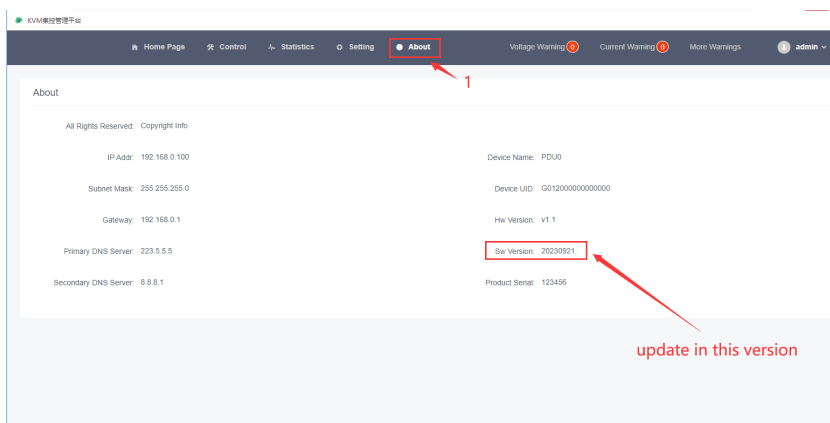 KVM集控管理平台
Home Page Control Statistics Setting About Voltage Warning 0 Current Warning 0 More Warnings admin
1
About
All Rights Reserved: Copyright Info
IP Addr: 192.168.0.100 Device Name: PDU0
Subnet Mask: 255.255.255.0 Device UID: G012000000000000
Gateway: 192.168.0.1 Hw Version: v1.1
Primary DNS Server: 223.5.5.5 Sw Version: 20230921
Secondary DNS Server: 8.8.8.1 Product Serial: 123456
update in this version